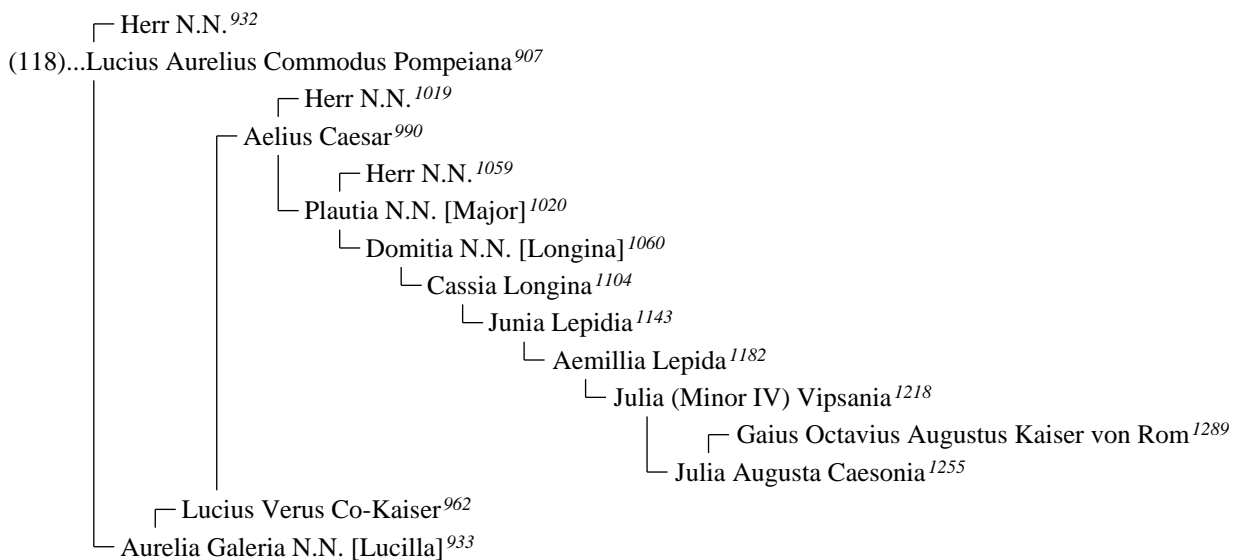 Herr N.N.932
(118)...Lucius Aurelius Commodus Pompeiana907
Herr N.N.1019
Aelius Caesar990
Herr N.N.1059
Plautia N.N. [Major]1020
Domitia N.N. [Longina]1060
Cassia Longina1104
Junia Lepidia1143
Aemillia Lepida1182
Julia (Minor IV) Vipsania1218
Gaius Octavius Augustus Kaiser von Rom1289
Julia Augusta Caesonia1255
Lucius Verus Co-Kaiser962
Aurelia Galeria N.N. [Lucilla]933